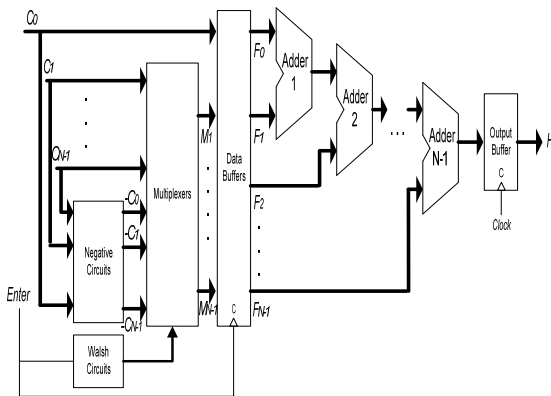 C0
C1
CN-1
Enter
-C0
-C1
-CN-1
Negative
Circuits
Walsh
Circuits
Multiplexers
M1
MN-1
Data
Buffers
C
F0
F1
F2
FN-1
Adder
1
Adder
2
...
Adder
N-1
Output
Buffer
C
Clock